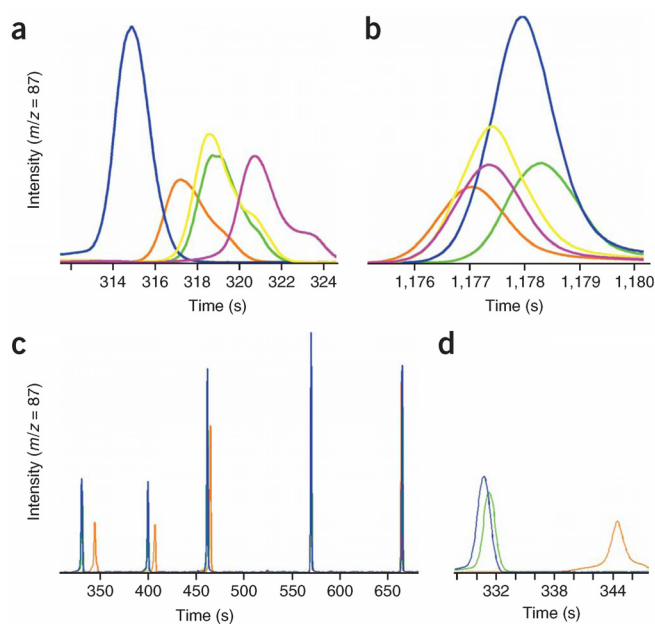 a
b
Intensity (m/z = 87)
314 316 318 320 322 324
1,176 1,177 1,178 1,179 1,180
Time (s)
Time (s)
c
d
Intensity (m/z = 87)
350 400 450 500 550 600 650
332 338 344
Time (s)
Time (s)